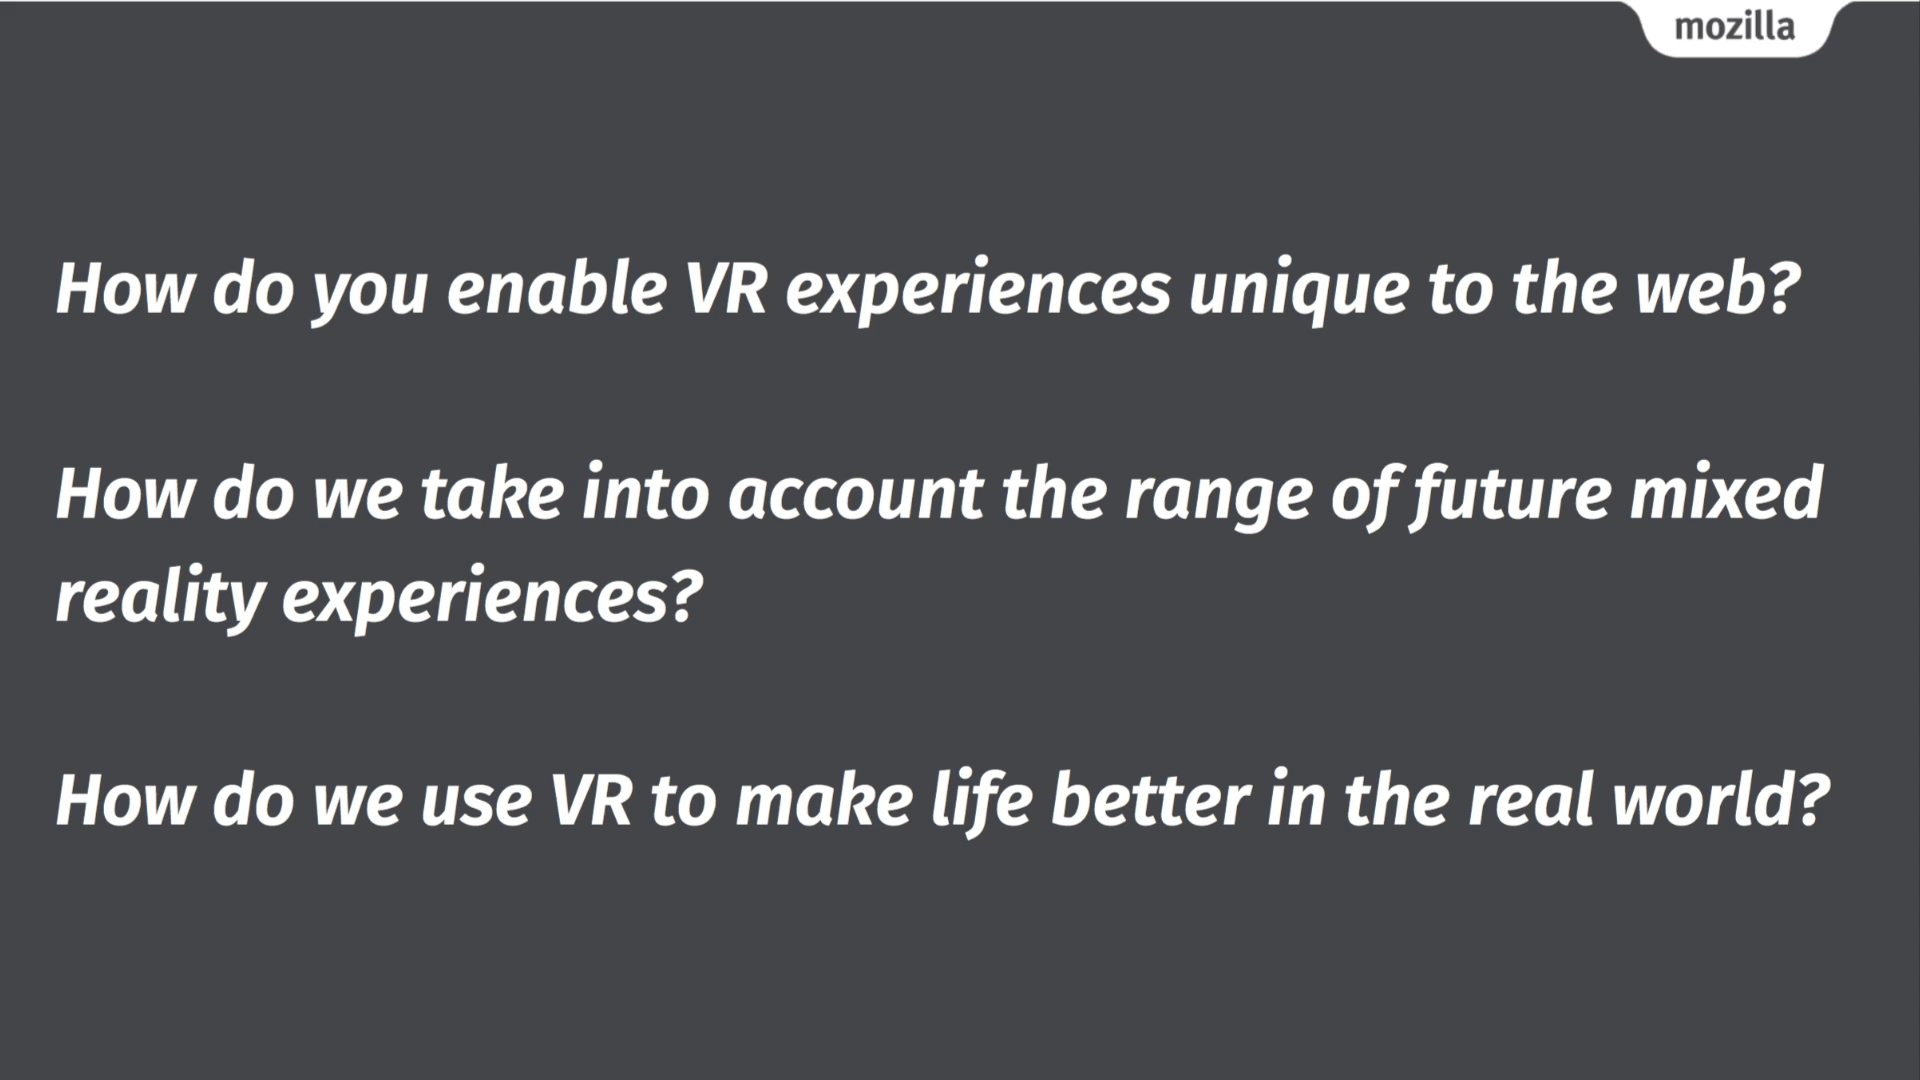 mozilla
How do you enable VR experiences unique to the web?
How do we take into account the range of future mixed
reality experiences?
How do we use VR to make life better in the real world?